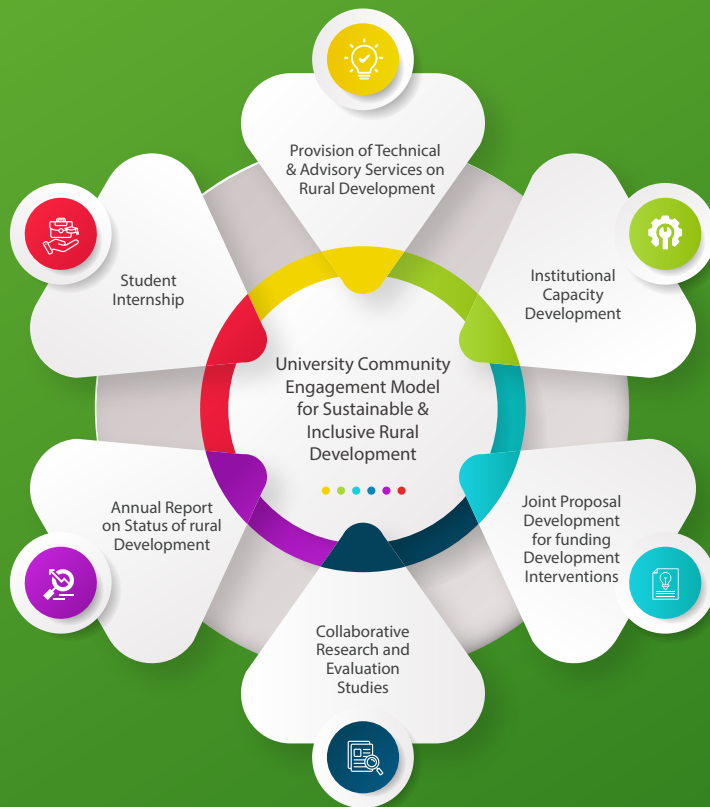 Provision of Technical
& Advisory Services on
Rural Development
Institutional
Capacity
Development
Joint Proposal
Development
for funding
Development
Interventions
Collaborative
Research and
Evaluation
Studies
Annual Report
on Status of rural
Development
Student
Internship
University Community
Engagement Model
for Sustainable &
Inclusive Rural
Development